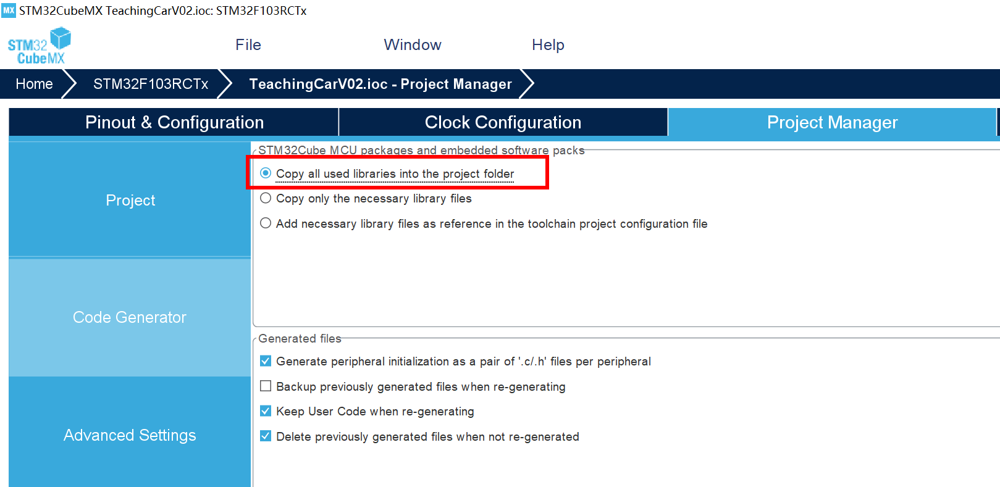 MX STM32CubeMX TeachingCarV02.ioc: STM32F103RCTx
STM32
CubeMX
File Window Help
Home STM32F103RCTx TeachingCarV02.ioc - Project Manager
Pinout & Configuration Clock Configuration Project Manager
Project
Code Generator
Advanced Settings
STM32Cube MCU packages and embedded software packs
Copy all used libraries into the project folder
Copy only the necessary library files
Add necessary library files as reference in the toolchain project configuration file
Generated files
Generate peripheral initialization as a pair of '.c/.h' files per peripheral
Backup previously generated files when re-generating
Keep User Code when re-generating
Delete previously generated files when not re-generated